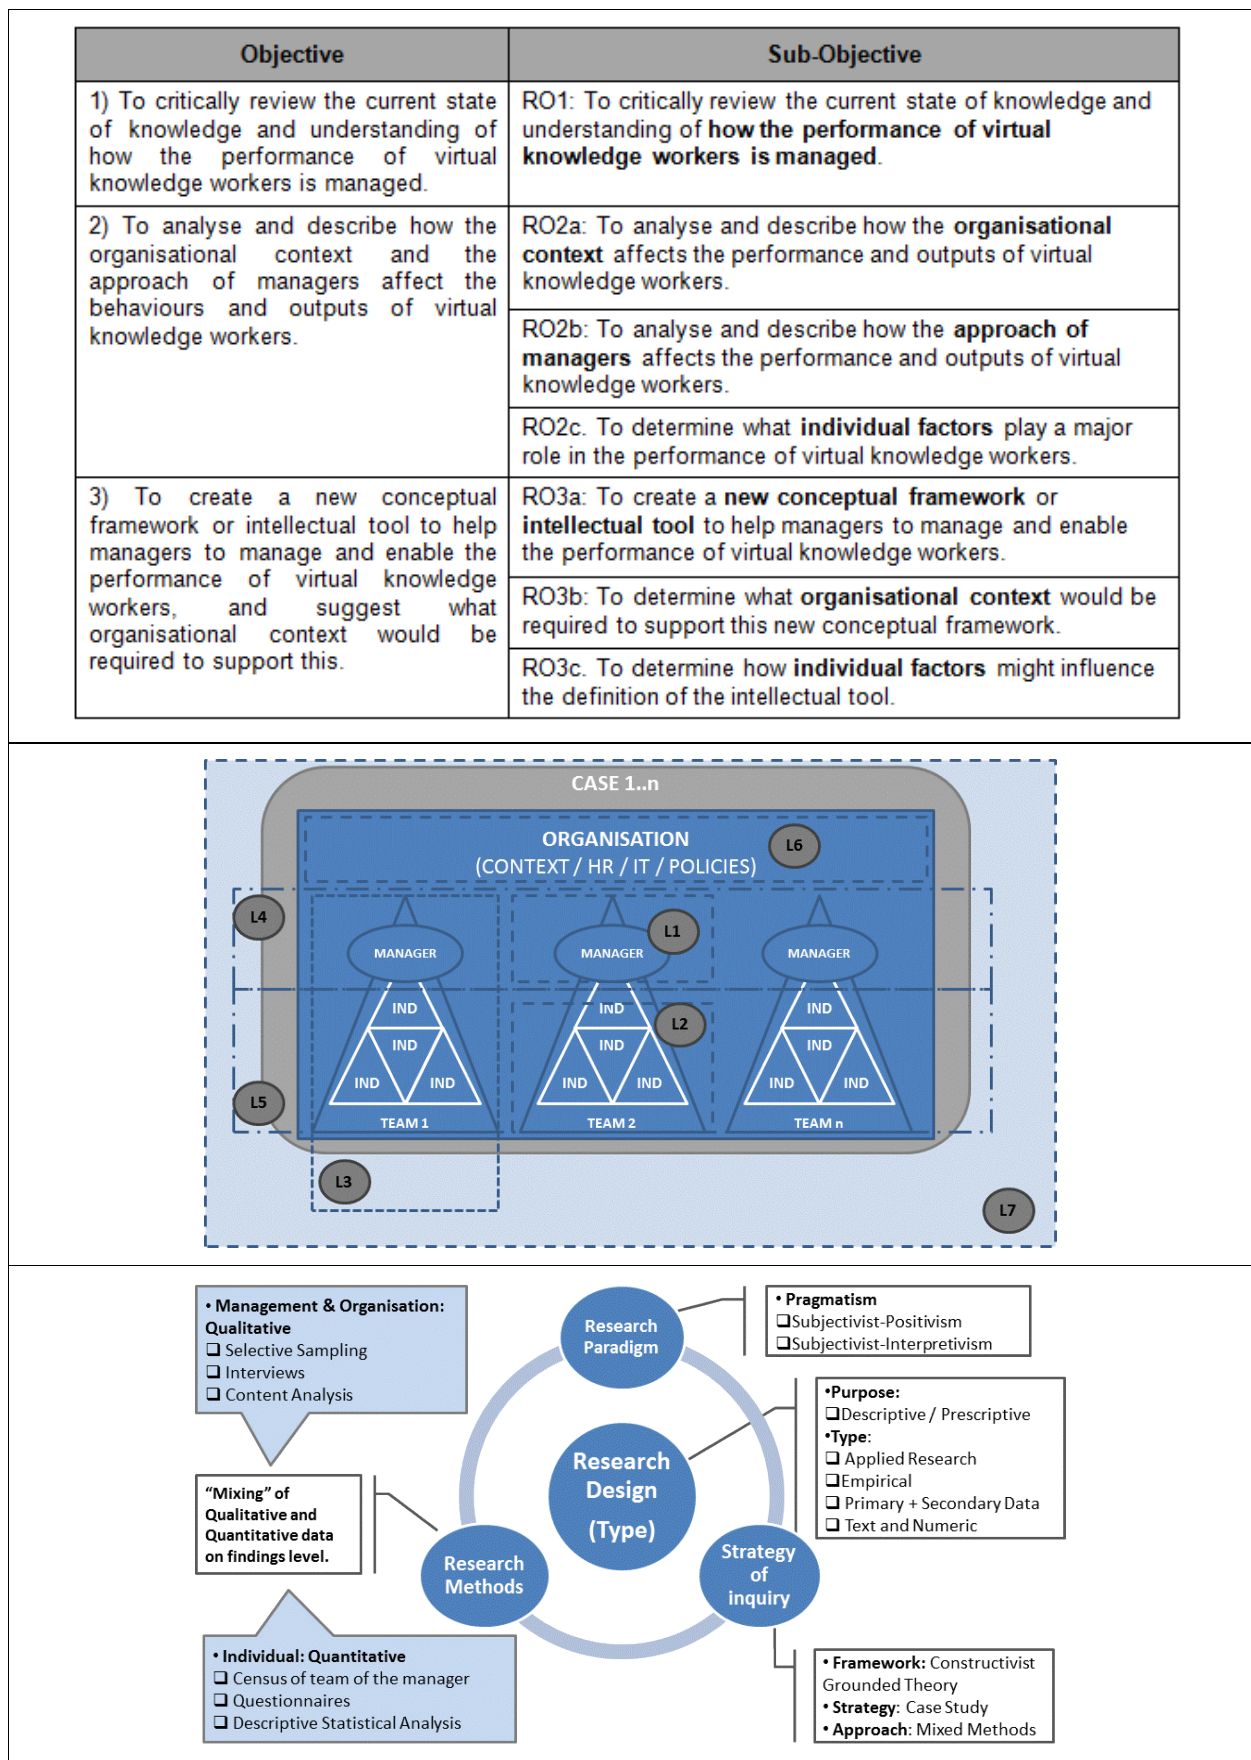 Objective
Sub-Objective
1) To critically review the current state
of knowledge and understanding of
how the performance of virtual
knowledge workers is managed.
RO1: To critically review the current state of knowledge and
understanding of how the performance of virtual
knowledge workers is managed.
2) To analyse and describe how the
organisational context and the
approach of managers affect the
behaviours and outputs of virtual
knowledge workers.
RO2a: To analyse and describe how the organisational
context affects the performance and outputs of virtual
knowledge workers.
RO2b: To analyse and describe how the approach of
managers affects the performance and outputs of virtual
knowledge workers.
RO2c. To determine what individual factors play a major
role in the performance of virtual knowledge workers.
3) To create a new conceptual
framework or intellectual tool to help
managers to manage and enable the
performance of virtual knowledge
workers, and suggest what
organisational context would be
required to support this.
RO3a: To create a new conceptual framework or
intellectual tool to help managers to manage and enable
the performance of virtual knowledge workers.
RO3b: To determine what organisational context would be
required to support this new conceptual framework.
RO3c. To determine how individual factors might influence
the definition of the intellectual tool.
CASE 1..n
ORGANISATION
(CONTEXT / HR / IT / POLICIES)
L6
L4
L1
MANAGER
MANAGER
MANAGER
IND
IND
IND
L2
IND
IND
IND
IND
IND
IND
IND
IND
IND
L5
TEAM 1
TEAM 2
TEAM n
L3
L7
• Management & Organisation:
Qualitative
❑ Selective Sampling
❑ Interviews
❑ Content Analysis
Research
Paradigm
• Pragmatism
❑Subjectivist-Positivism
❑Subjectivist-Interpretivism
•Purpose:
❑Descriptive / Prescriptive
•Type:
❑ Applied Research
❑Empirical
❑ Primary + Secondary Data
❑ Text and Numeric
Research
Design
(Type)
“Mixing” of
Qualitative and
Quantitative data
on findings level.
Research
Methods
Strategy
of
inquiry
• Individual: Quantitative
❑ Census of team of the manager
❑ Questionnaires
❑ Descriptive Statistical Analysis
• Framework: Constructivist
Grounded Theory
• Strategy: Case Study
• Approach: Mixed Methods